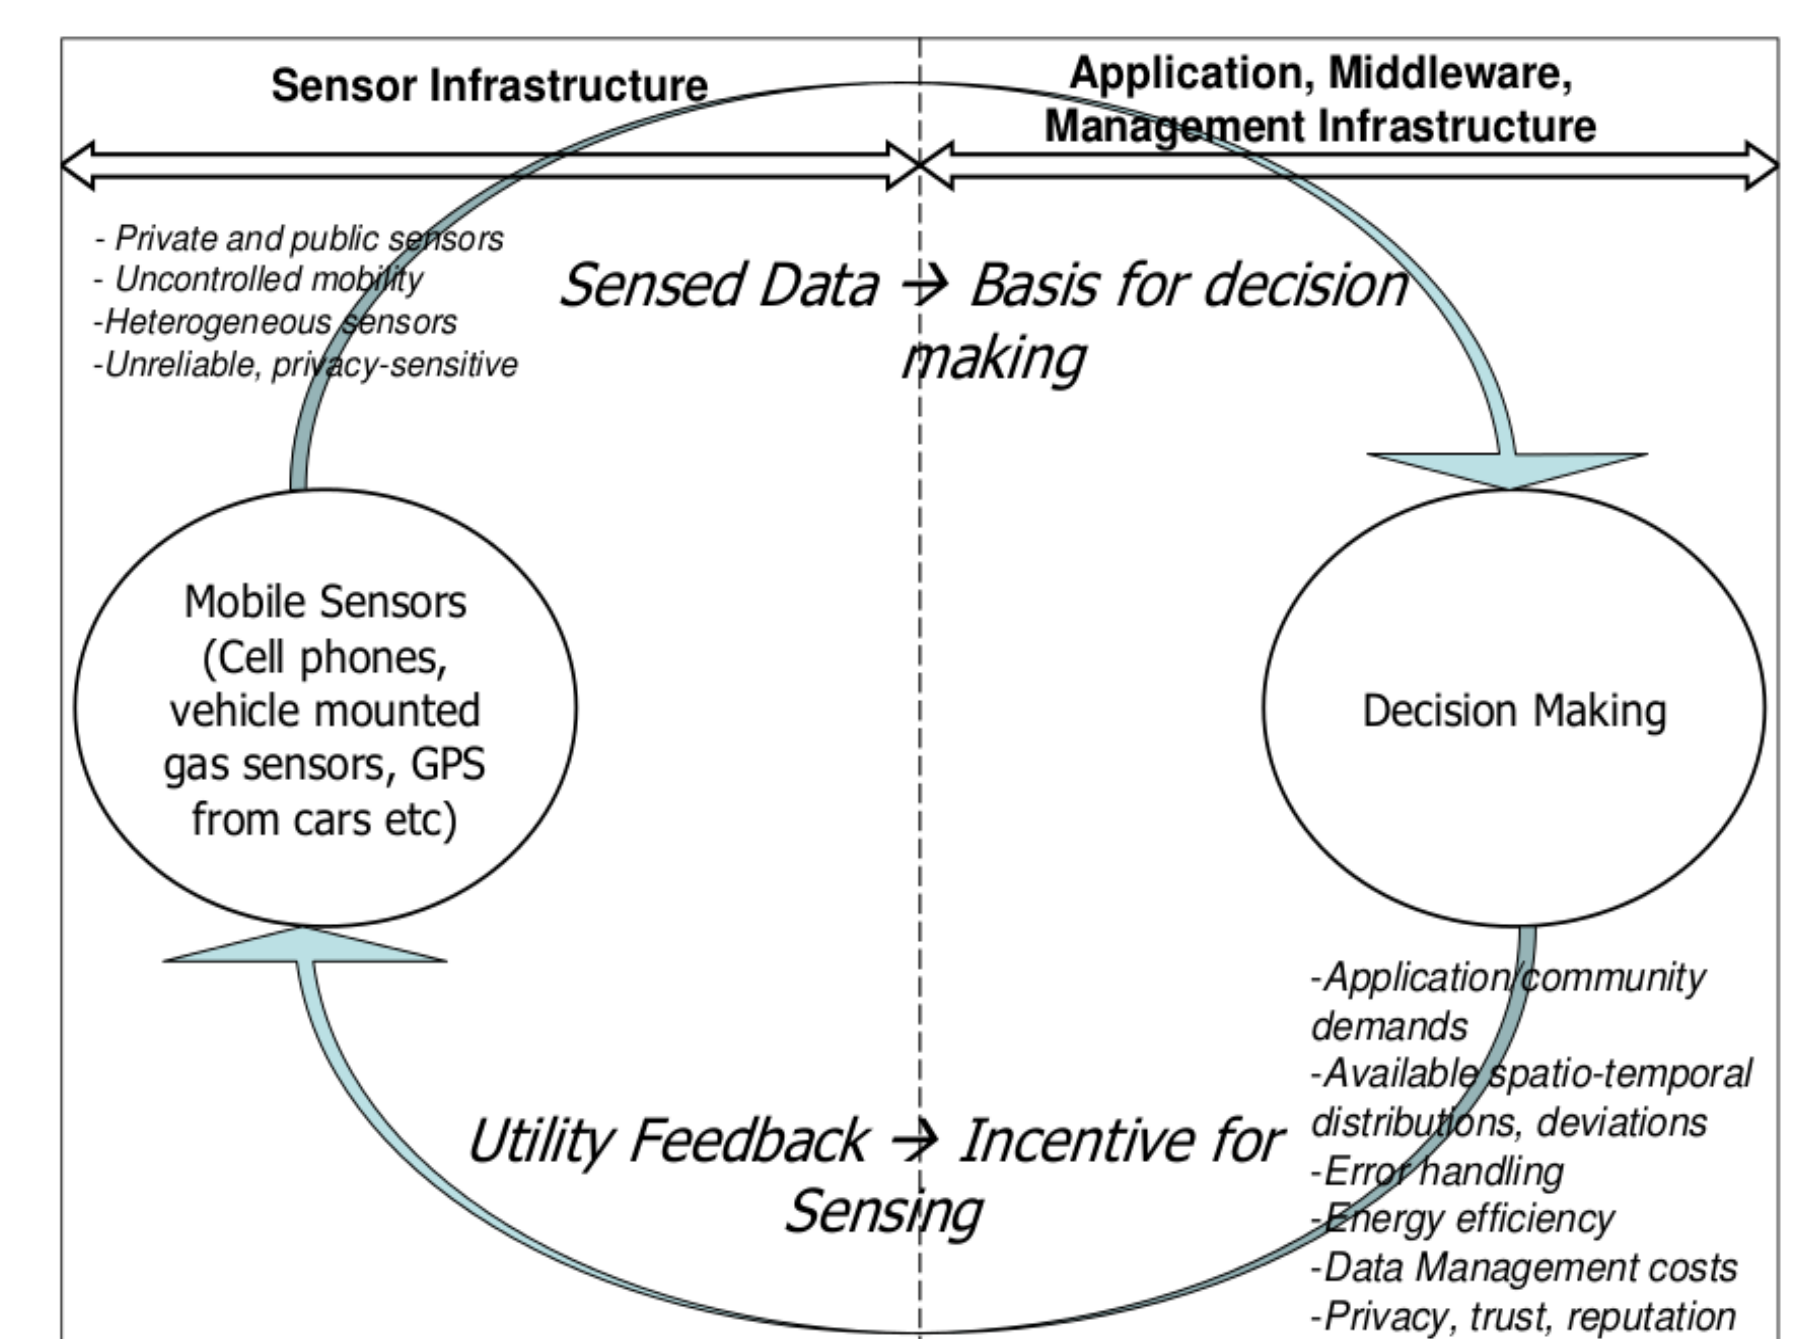 Sensor Infrastructure
Application, Middleware,
Management Infrastructure
- Private and public sensors
- Uncontrolled mobility
-Heterogeneous sensors
-Unreliable, privacy-sensitive
Sensed Data → Basis for decision
making
Mobile Sensors
(Cell phones,
vehicle mounted
gas sensors, GPS
from cars etc)
Decision Making
Utility Feedback → Incentive for
Sensing
-Application/community
demands
-Available spatio-temporal
distributions, deviations
-Error handling
-Energy efficiency
-Data Management costs
-Privacy, trust, reputation